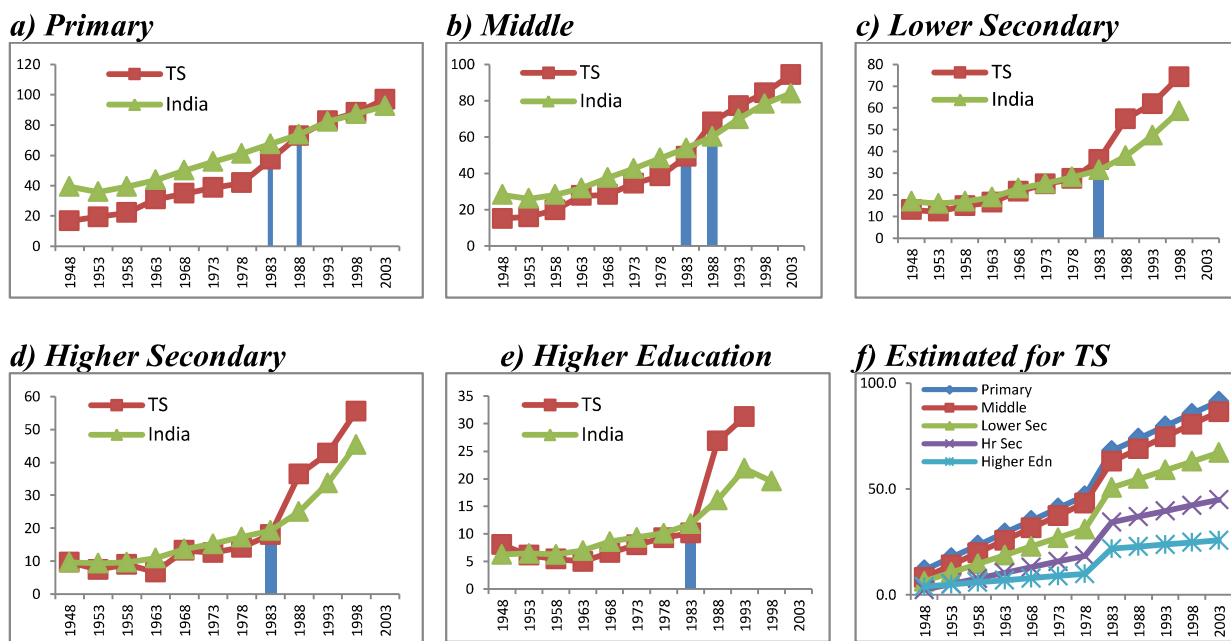 a) Primary
120
100
80
60
40
20
0
TS
India
1948 1953 1958 1963 1968 1973 1978 1983 1988 1993 1998 2003
b) Middle
100
80
60
40
20
0
TS
India
1948 1953 1958 1963 1968 1973 1978 1983 1988 1993 1998 2003
c) Lower Secondary
80
70
60
50
40
30
20
10
0
TS
India
1948 1953 1958 1963 1968 1973 1978 1983 1988 1993 1998 2003
d) Higher Secondary
60
50
40
30
20
10
0
TS
India
1948 1953 1958 1963 1968 1973 1978 1983 1988 1993 1998 2003
e) Higher Education
35
30
25
20
15
10
5
0
TS
India
1948 1953 1958 1963 1968 1973 1978 1983 1988 1993 1998 2003
f) Estimated for TS
100.0
50.0
0.0
Primary
Middle
Lower Sec
Hr Sec
Higher Edn
1948 1953 1958 1963 1968 1973 1978 1983 1988 1993 1998 2003